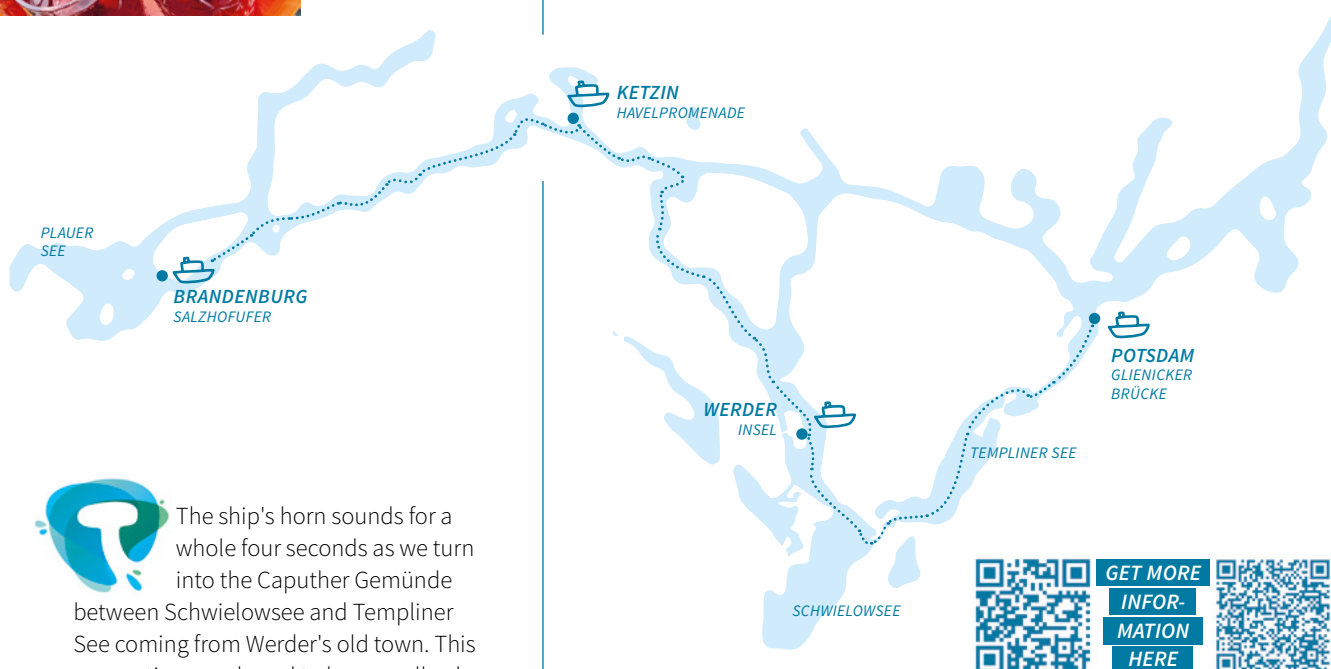 KETZIN
HAVELPROMENADE
PLAUER
SEE
BRANDENBURG
SALZHOFUFER
POTSDAM
GLIENICKER
BRÜCKE
WERDER
INSEL
TEMPLINER SEE
SCHWIELOWSEE
The ship's horn sounds for a
whole four seconds as we turn
into the Caputher Gemünde
between Schwielowsee and Templiner
See coming from Werder's old town. This
GET MORE
INFOR-
MATION
HERE